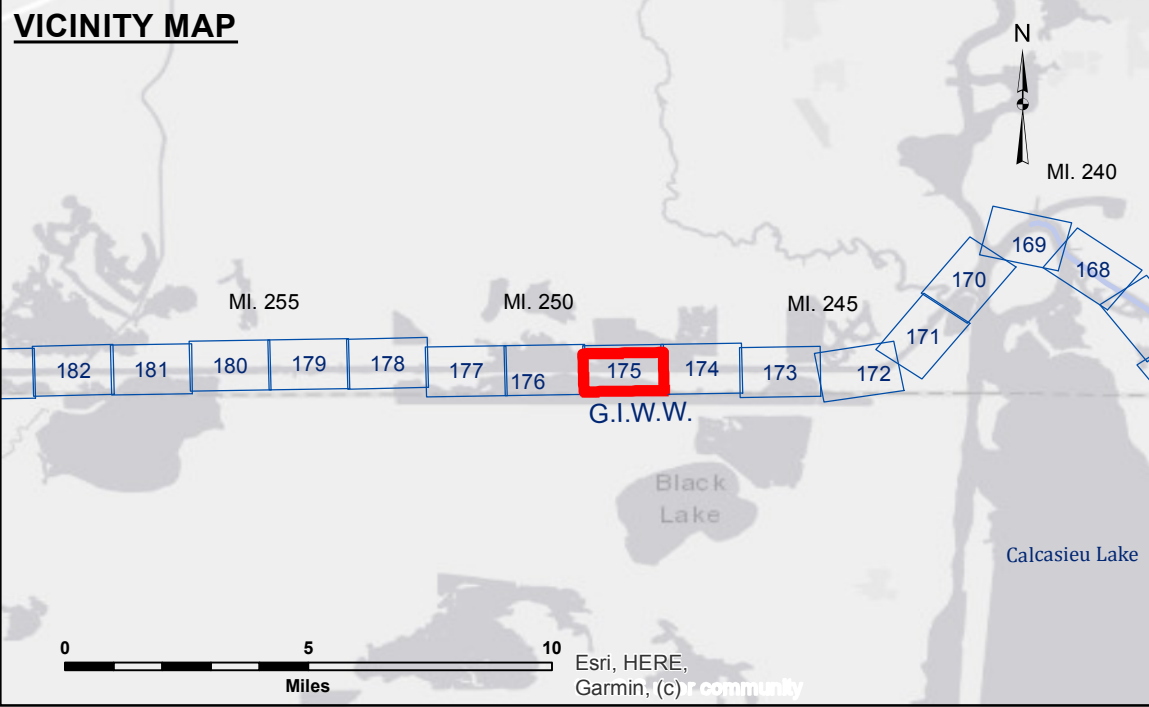 VICINITY MAP
N
MI. 240
169
168
170
MI. 255
MI. 250
MI. 245
171
182
181
180
179
178
177
176
175
174
173
172
G.I.W.W.
Black
Lake
Calcasieu Lake
0 5 10
Miles
Esri, HERE,
Garmin, (c) community